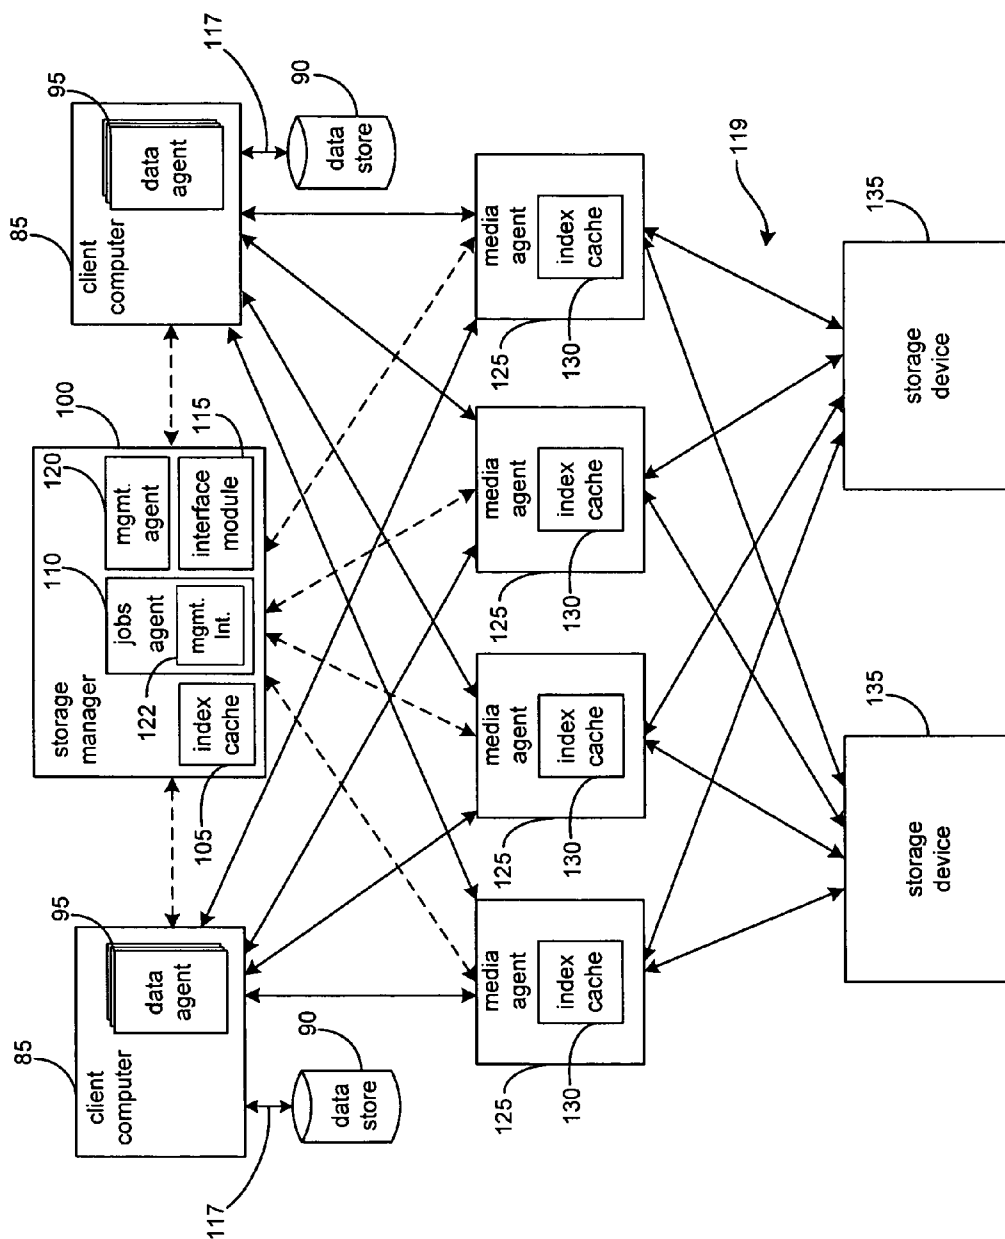 117
85
client
computer
95
data
agent
90
data
store
storage
manager
105
index
cache
122
110
jobs
agent
mgmt.
Int.
120
mgmt.
agent
100
115
interface
module
85
client
computer
95
data
agent
117
90
data
store
125
media
agent
130
index
cache
125
media
agent
130
index
cache
125
media
agent
130
index
cache
125
media
agent
130
index
cache
119
135
storage
device
135
storage
device